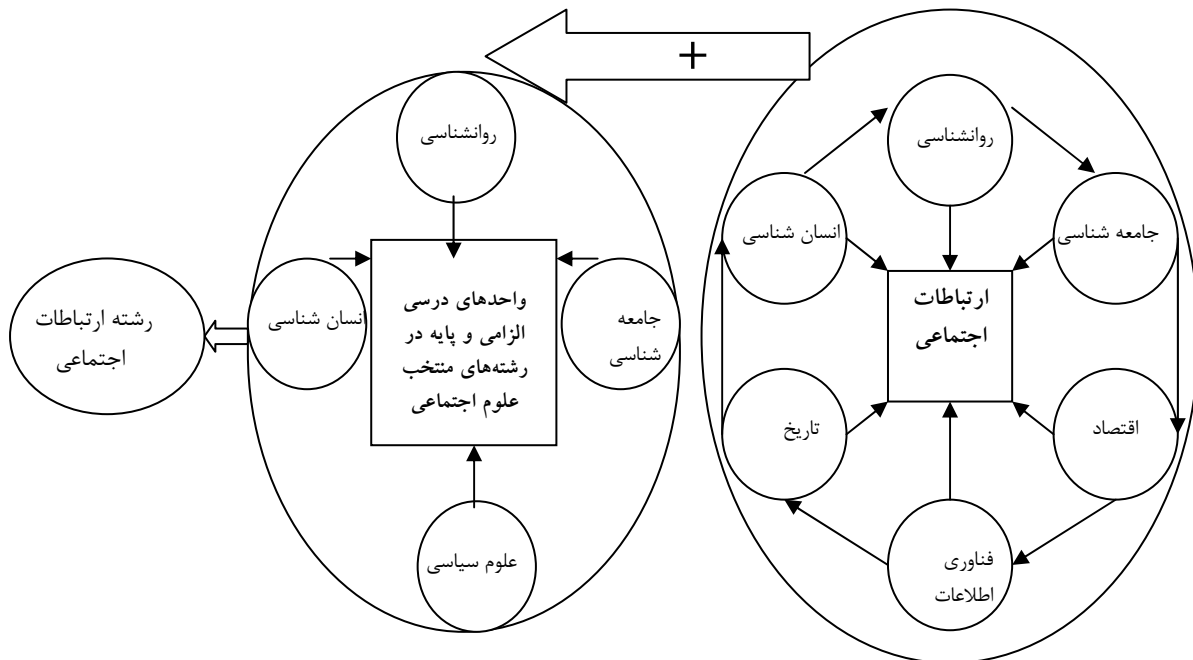 +
روانشناسی
جامعه شناسی
انسان شناسی
ارتباطات
اجتماعی
اقتصاد
تاریخ
فناوری
اطلاعات
روانشناسی
واحدهای درسی
الزامی و پایه در
رشته‌های منتخب
علوم اجتماعی
جامعه
شناسی
انسان شناسی
علوم سیاسی
رشته ارتباطات
اجتماعی